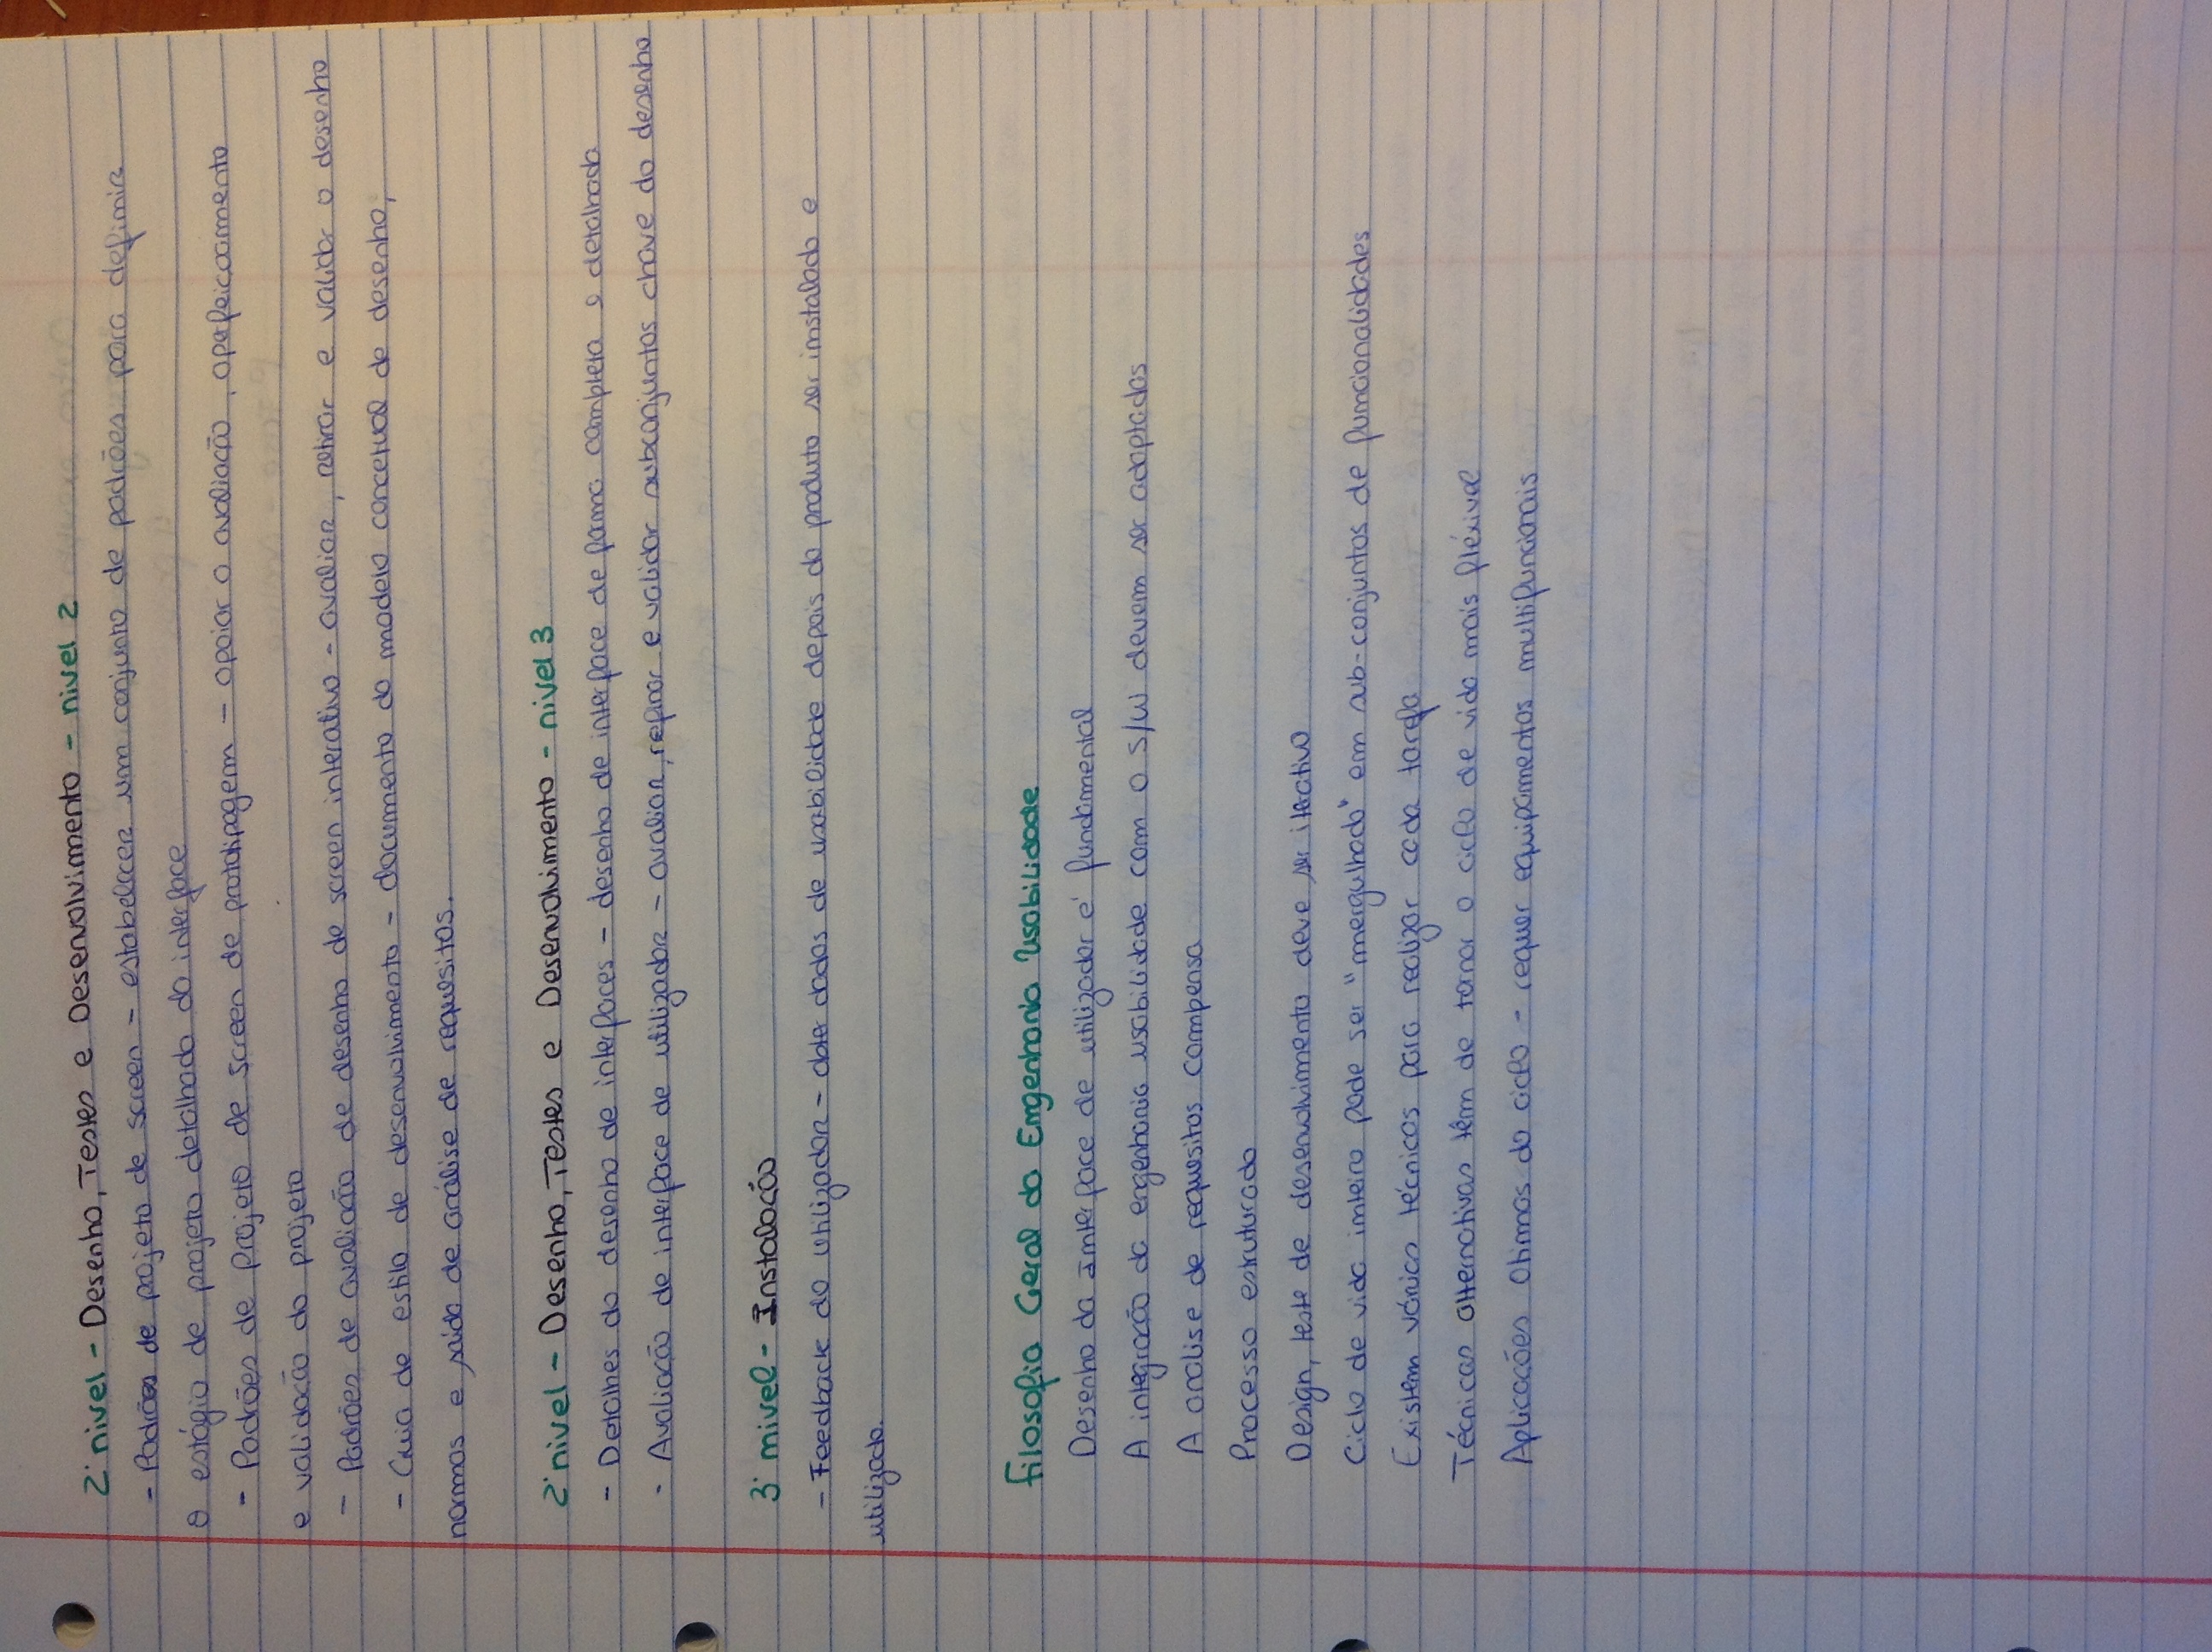 2º nivel - Desenho, Testes e Desenvolvimento - nivel 2
- Padrões de projeto de screen - estabelecer um conjunto de padrões para definir
o estágio de projeto detalhado do interface
- Padrões de Projeto de screen de prototipagem - apoiar a avaliação, aperfeiçoamento
e validação do projeto
- Padrões de avaliação de desenho de screen interativo - avaliar, retirar e validar o desenho
- Guia de estilo de desenvolvimento - documento do modelo concetual de desenho,
normas e saída de análise de requesitos.
2º nivel - Desenho, Testes e Desenvolvimento - nivel 3
- Detalhes do desenho de interfaces - desenho de interface de forma completa e detalhada
- Avaliação de interface de utilizador - avaliar, refinar e validar subconjuntos chave do desenho
3º nivel - Instalação
- Feedback do utilizador - obter dados de usabilidade depois do produto ser instalado e
utilizado.
Filosofia Geral da Engenharia Usabilidade
Desenho da Interface de utilizador é fundamental
A integração da engenharia usabilidade com o S/W devem ser adaptados
A analise de requesitos compensa
Processo estruturado
Design, teste de desenvolvimento deve ser iterativo
Ciclo de vida inteiro pode ser "mergulhado" em sub-conjuntos de funcionalidades
Existem várias técnicas para realizar cada tarefa
Técnicas alternativas têm de tornar o ciclo de vida mais fléxivel
Aplicações Otimas do ciclo - requer equipamentos multifuncionais